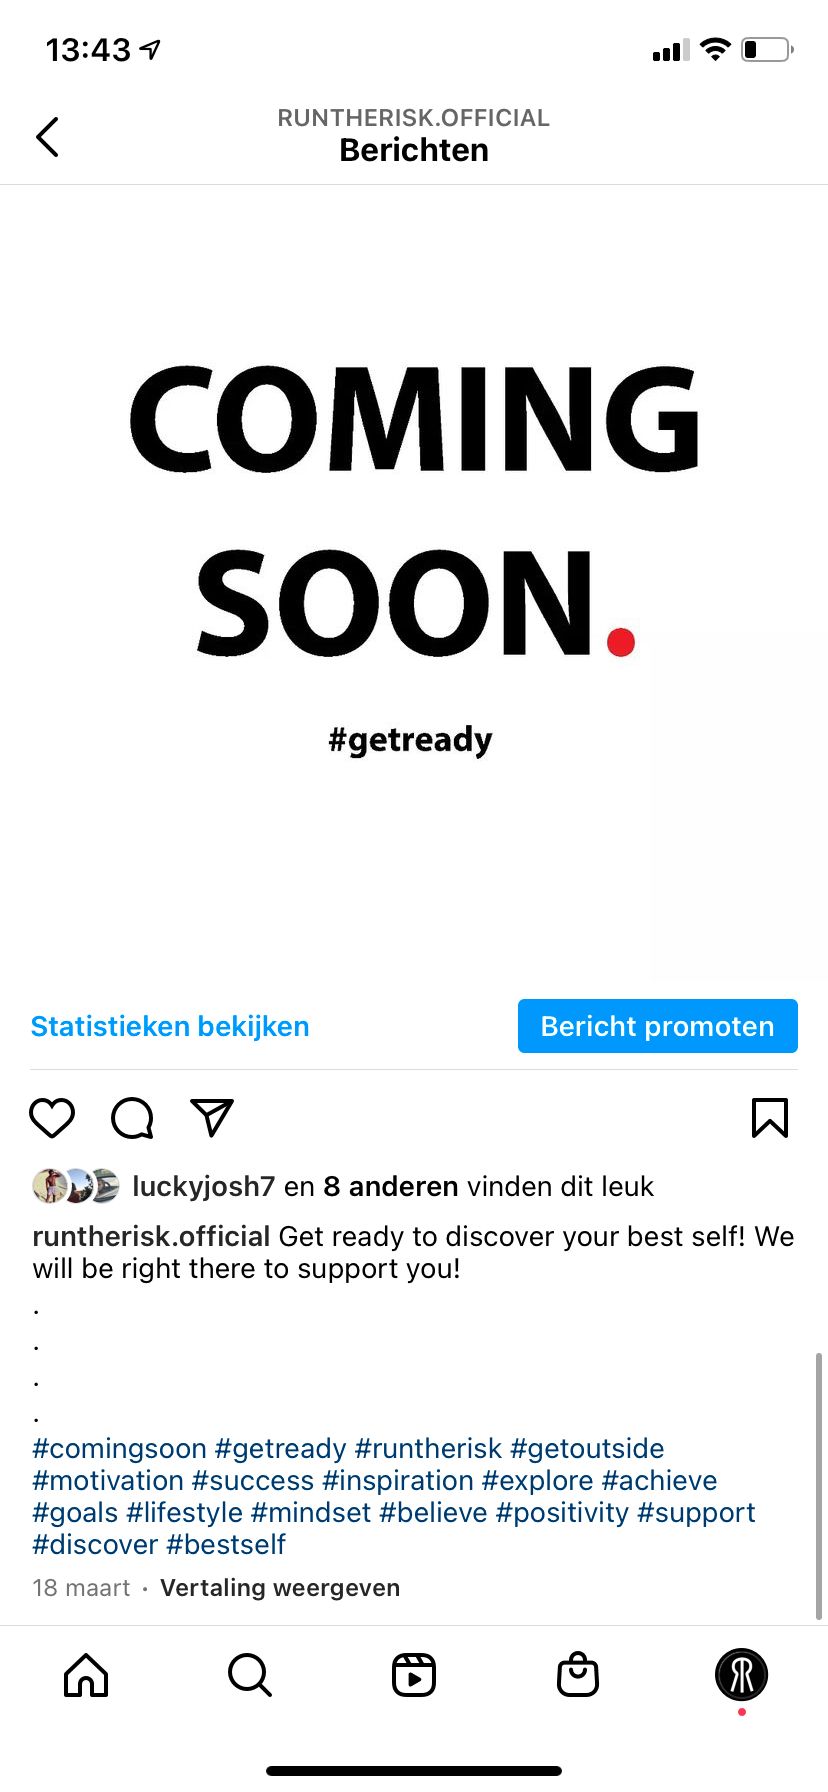 13:43
RUNTHERISK.OFFICIAL
Berichten
COMING
SOON.
#getready
Statistieken bekijken
Bericht promoten
luckyjosh7 en 8 anderen vinden dit leuk
runtherisk.official Get ready to discover your best self! We
will be right there to support you!
.
.
.
.
#comingsoon #getready #runtherisk #getoutside
#motivation #success #inspiration #explore #achieve
#goals #lifestyle #mindset #believe #positivity #support
#discover #bestself
18 maart · Vertaling weergeven